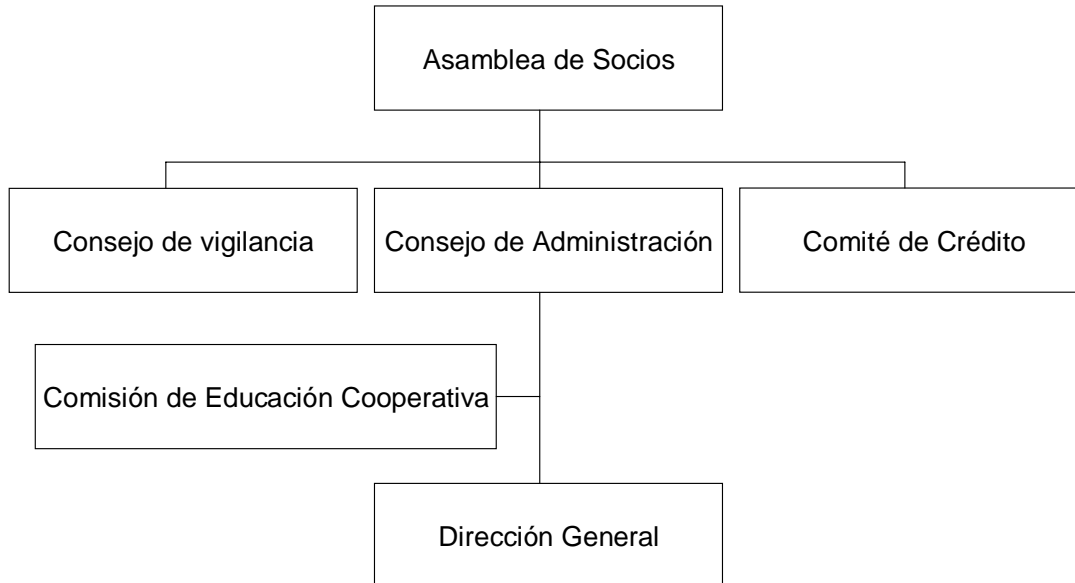 Asamblea de Socios
Consejo de vigilancia
Consejo de Administración
Comité de Crédito
Comisión de Educación Cooperativa
Dirección General